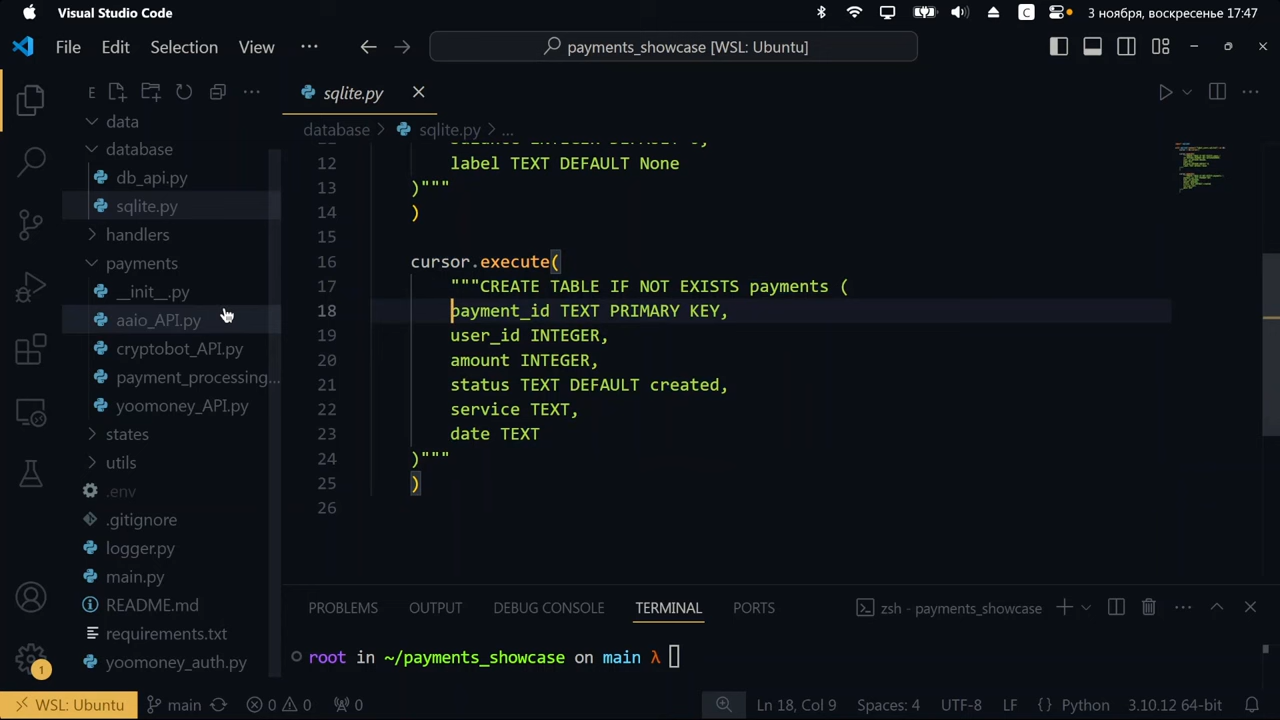 Visual Studio Code
C
3 ноября, воскресенье 17:47
File Edit Selection View ···
payments_showcase [WSL: Ubuntu]
E ···
sqlite.py
data
database
db_api.py
sqlite.py
handlers
payments
__init__.py
aaio_API.py
cryptobot_API.py
payment_processing...
yoomoney_API.py
states
utils
.env
.gitignore
logger.py
main.py
README.md
requirements.txt
yoomoney_auth.py
database > sqlite.py > ...
12 label TEXT DEFAULT None
13 )"""
14 )
15
16 cursor.execute(
17 """CREATE TABLE IF NOT EXISTS payments (
18 payment_id TEXT PRIMARY KEY,
19 user_id INTEGER,
20 amount INTEGER,
21 status TEXT DEFAULT created,
22 service TEXT,
23 date TEXT
24 )"""
25 )
26
PROBLEMS OUTPUT DEBUG CONSOLE TERMINAL PORTS
zsh - payments_showcase
root in ~/payments_showcase on main λ
1
WSL: Ubuntu main 0 0 0
Ln 18, Col 9 Spaces: 4 UTF-8 LF {} Python 3.10.12 64-bit